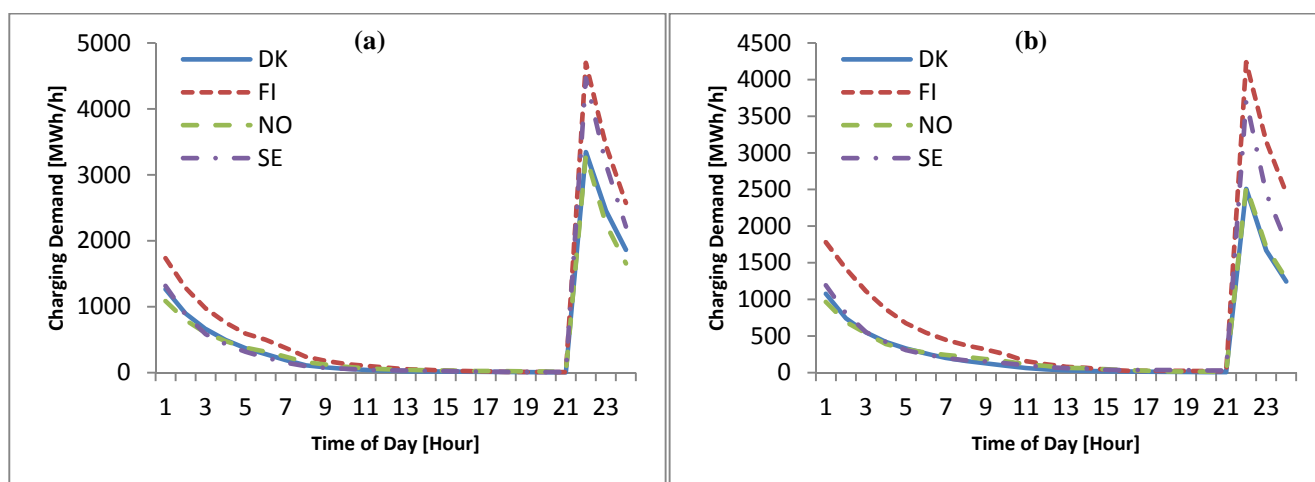 (a)
5000
4000
3000
2000
1000
0
Charging Demand [MWh/h]
DK
FI
NO
SE
1 3 5 7 9 11 13 15 17 19 21 23
Time of Day [Hour]
(b)
4500
4000
3500
3000
2500
2000
1500
1000
500
0
Charging Demand [MWh/h]
DK
FI
NO
SE
1 3 5 7 9 11 13 15 17 19 21 23
Time of Day [Hour]